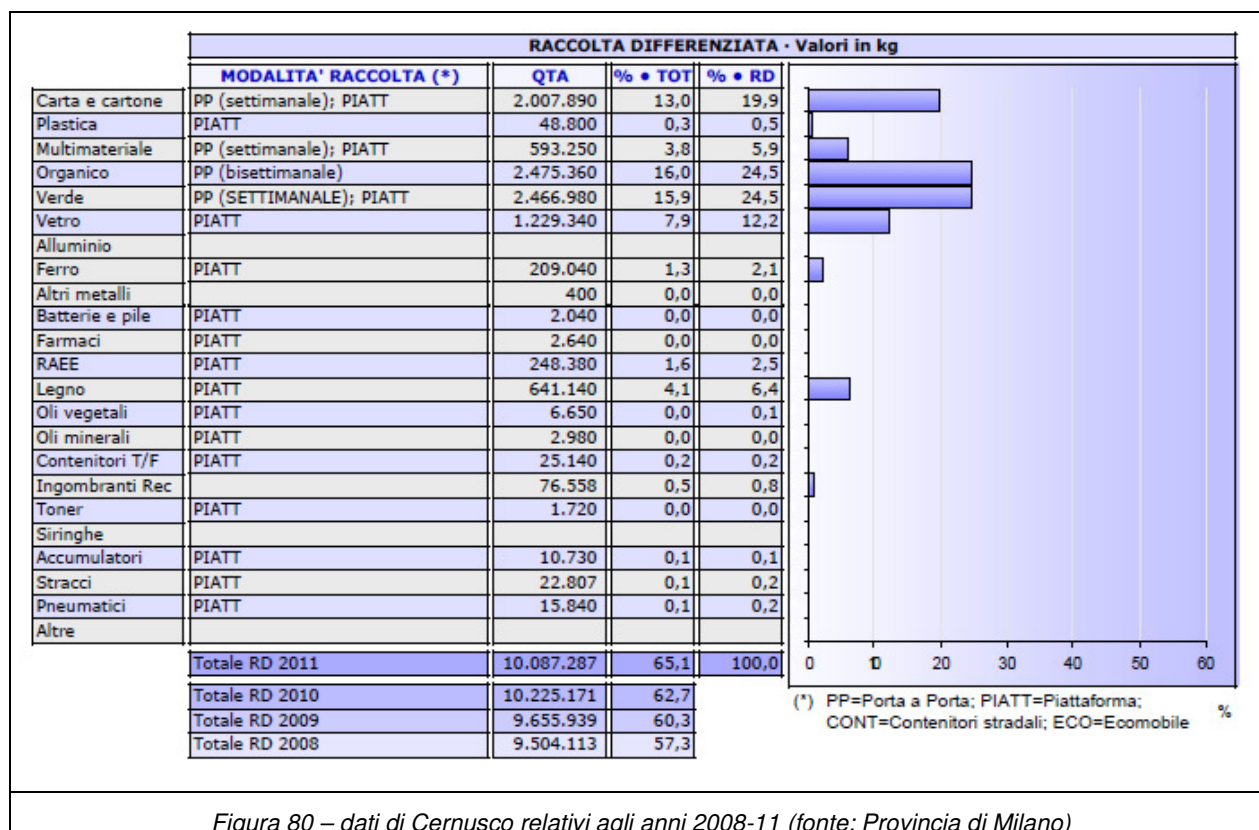 RACCOLTA DIFFERENZIATA · Valori in kg
MODALITA' RACCOLTA (*) QTA % • TOT % • RD
Carta e cartone PP (settimanale); PIATT 2.007.890 13,0 19,9
Plastica PIATT 48.800 0,3 0,5
Multimateriale PP (settimanale); PIATT 593.250 3,8 5,9
Organico PP (bisettimanale) 2.475.360 16,0 24,5
Verde PP (SETTIMANALE); PIATT 2.466.980 15,9 24,5
Vetro PIATT 1.229.340 7,9 12,2
Alluminio
Ferro PIATT 209.040 1,3 2,1
Altri metalli 400 0,0 0,0
Batterie e pile PIATT 2.040 0,0 0,0
Farmaci PIATT 2.640 0,0 0,0
RAEE PIATT 248.380 1,6 2,5
Legno PIATT 641.140 4,1 6,4
Oli vegetali PIATT 6.650 0,0 0,1
Oli minerali PIATT 2.980 0,0 0,0
Contenitori T/F PIATT 25.140 0,2 0,2
Ingombranti Rec 76.558 0,5 0,8
Toner PIATT 1.720 0,0 0,0
Siringhe
Accumulatori PIATT 10.730 0,1 0,1
Stracci PIATT 22.807 0,1 0,2
Pneumatici PIATT 15.840 0,1 0,2
Altre
Totale RD 2011 10.087.287 65,1 100,0
0 10 20 30 40 50 60
Totale RD 2010 10.225.171 62,7
Totale RD 2009 9.655.939 60,3
Totale RD 2008 9.504.113 57,3
(*) PP=Porta a Porta; PIATT=Piattaforma;
CONT=Contenitori stradali; ECO=Ecomobile %
Figura 80 – dati di Cernusco relativi agli anni 2008-11 (fonte: Provincia di Milano)